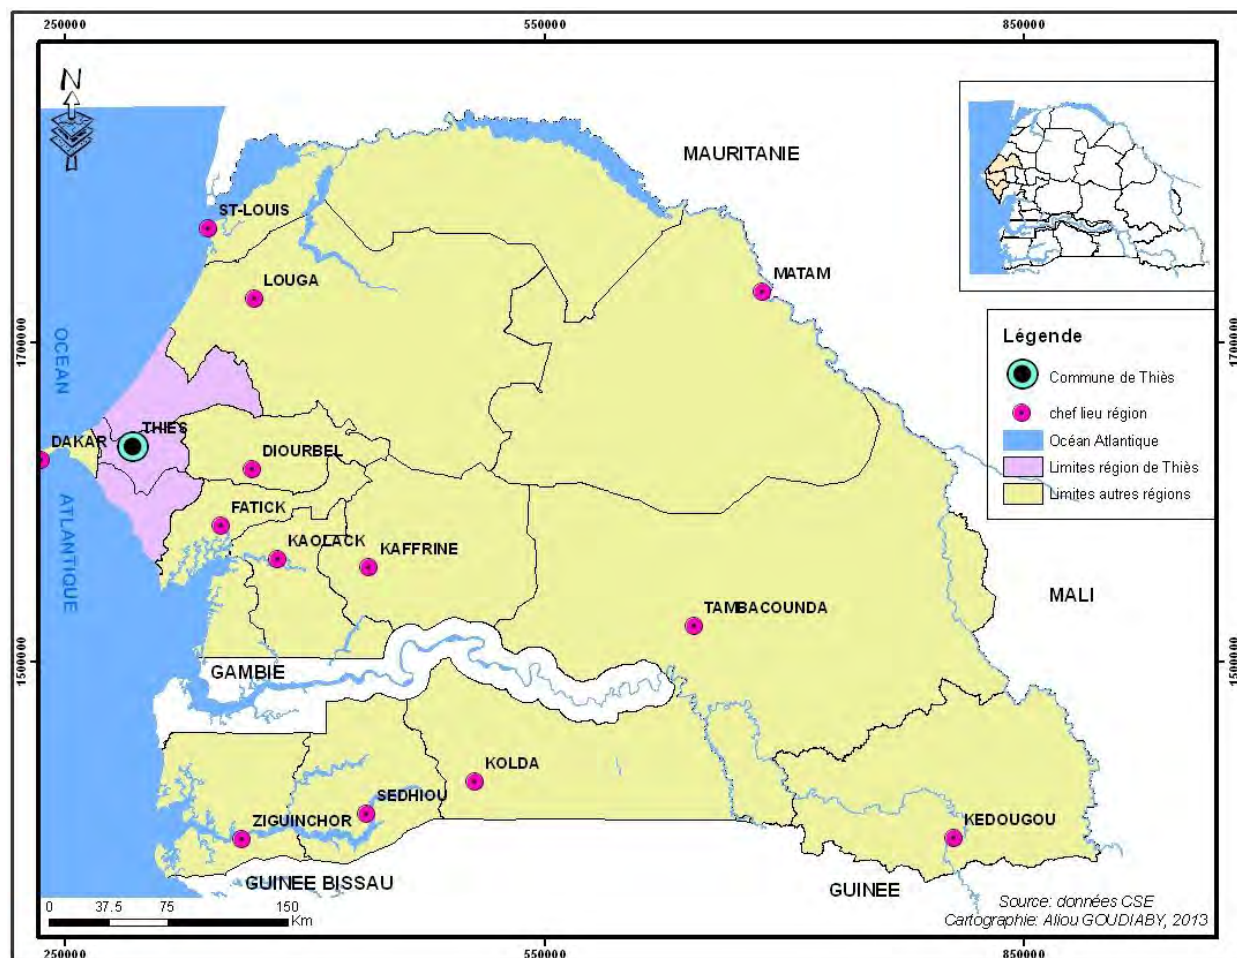 250000
550000
850000
N
MAURITANIE
ST-LOUIS
LOUGA
MATAM
OCEAN
ATLANTIQUE
1700000
1700000
THIES
DAKAR
DIOURBEL
FATICK
KAOLACK
KAFFRINE
TAMBACOUNDA
MALI
1500000
1500000
GAMBIE
KOLDA
SEDHIOU
ZIGUINCHOR
KEDOUGOU
GUINEE BISSAU
GUINEE
Légende
Commune de Thiès
chef lieu région
Océan Atlantique
Limites région de Thiès
Limites autres régions
0 37.5 75 150
Km
Source: données CSE
Cartographie: Aliou GOUDIABY, 2013
250000
550000
850000